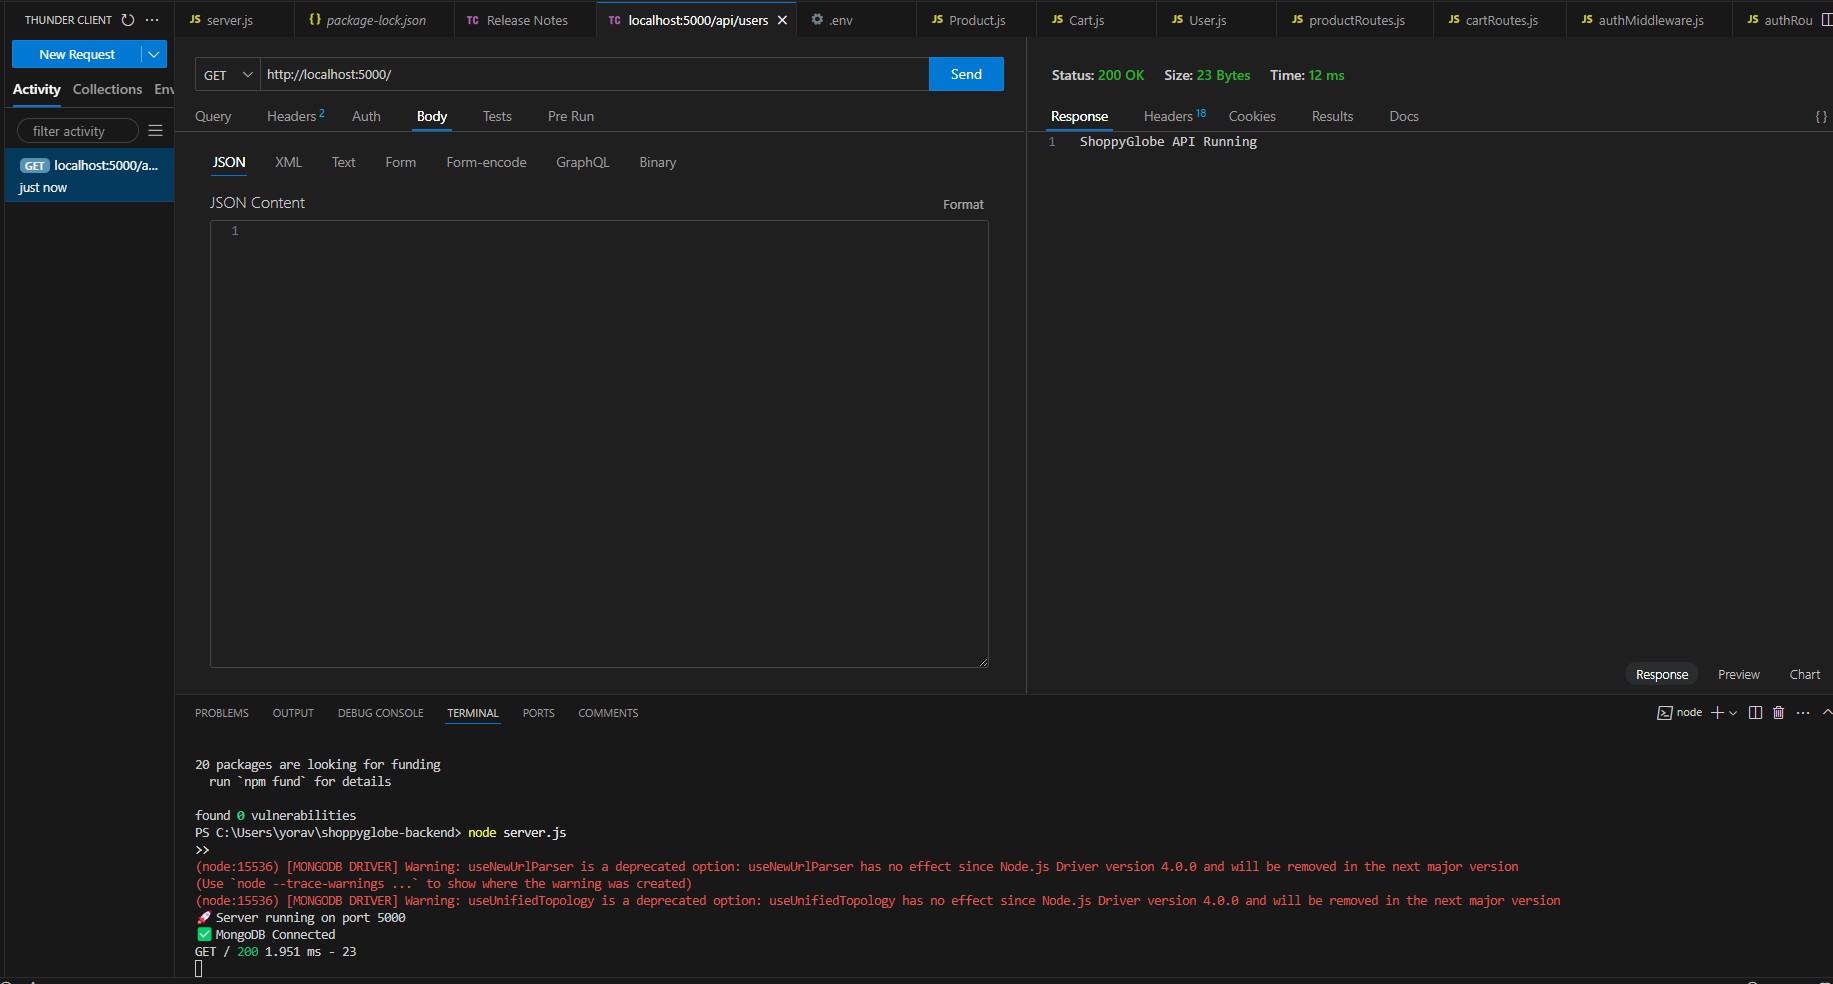 THUNDER CLIENT
New Request
Activity Collections Env
filter activity
GET localhost:5000/a...
just now
JS server.js
{} package-lock.json
TC Release Notes
TC localhost:5000/api/users
.env
JS Product.js
JS Cart.js
JS User.js
JS productRoutes.js
JS cartRoutes.js
JS authMiddleware.js
JS authRou
GET http://localhost:5000/ Send
Query Headers 2 Auth Body Tests Pre Run
JSON XML Text Form Form-encode GraphQL Binary
JSON Content Format
1
Status: 200 OK Size: 23 Bytes Time: 12 ms
Response Headers 18 Cookies Results Docs {}
1 ShoppyGlobe API Running
Response Preview Chart
PROBLEMS OUTPUT DEBUG CONSOLE TERMINAL PORTS COMMENTS
node
20 packages are looking for funding
run `npm fund` for details
found 0 vulnerabilities
PS C:\Users\yorav\shoppyglobe-backend> node server.js
>>
(node:15536) [MONGODB DRIVER] Warning: useNewUrlParser is a deprecated option: useNewUrlParser has no effect since Node.js Driver version 4.0.0 and will be removed in the next major version
(Use `node --trace-warnings ...` to show where the warning was created)
(node:15536) [MONGODB DRIVER] Warning: useUnifiedTopology is a deprecated option: useUnifiedTopology has no effect since Node.js Driver version 4.0.0 and will be removed in the next major version
🚀 Server running on port 5000
✅ MongoDB Connected
GET / 200 1.951 ms - 23